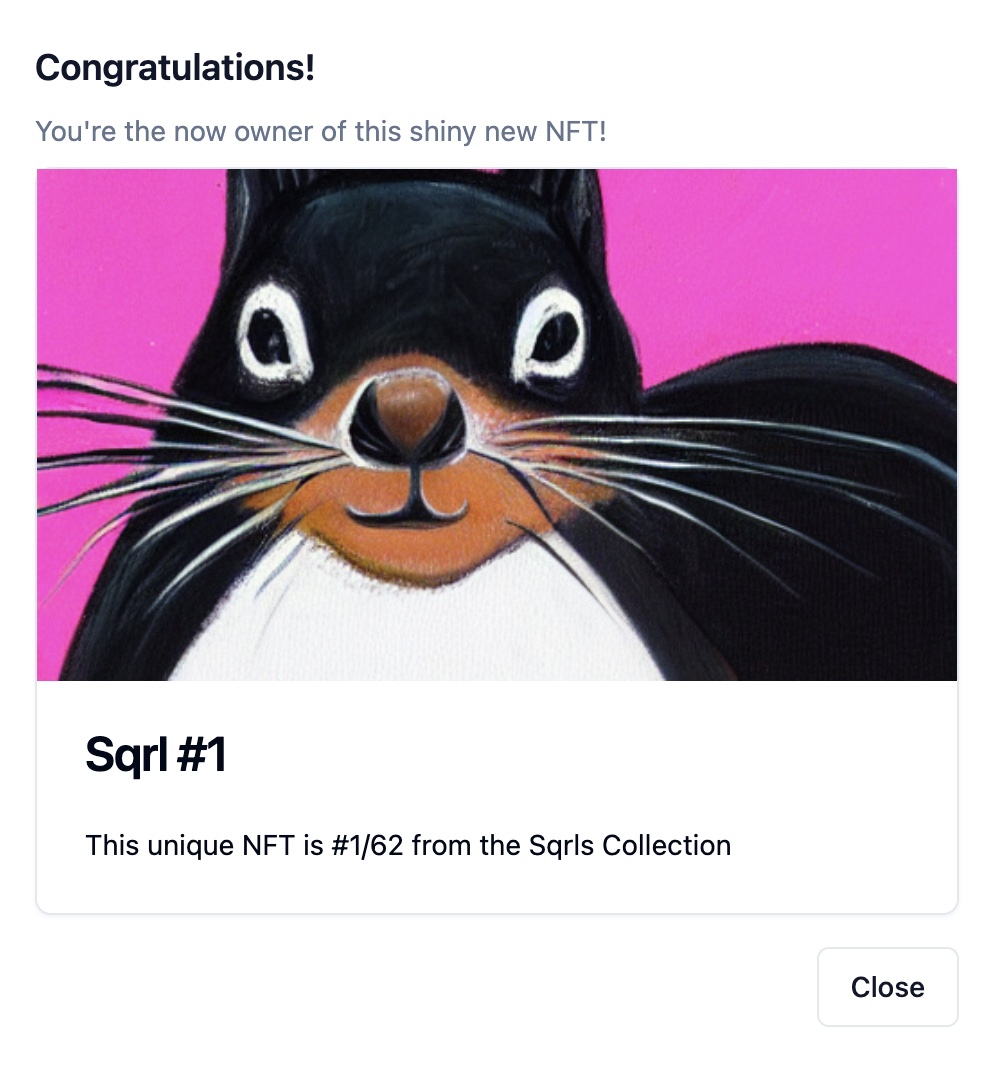 Congratulations!
You're the now owner of this shiny new NFT!
Sqrl #1
This unique NFT is #1/62 from the Sqrls Collection
Close